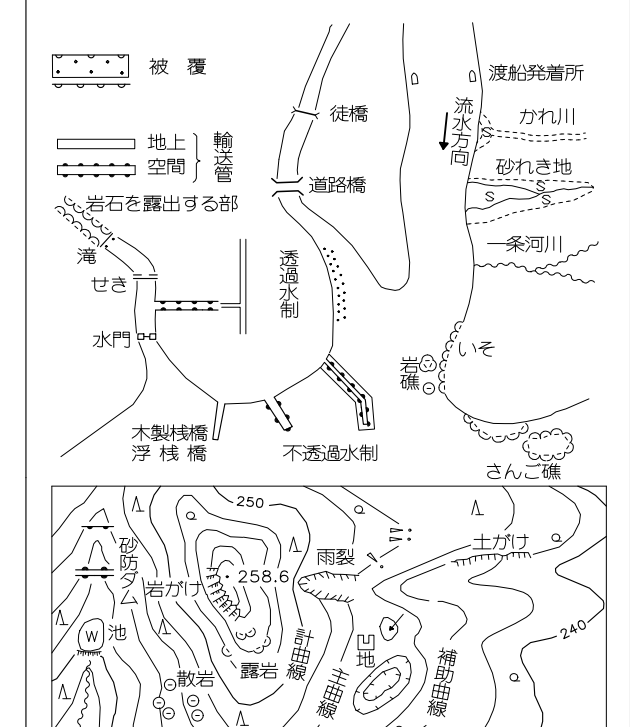 被覆
渡船発着所
流水方向
かれ川
徒橋
地上
空間
輸送管
砂れき地
道路橋
岩石を露出する部
一条河川
滝
透過水制
せき
水門
いそ
岩礁
木製桟橋
浮桟橋
不透過水制
さんご礁
250
土がけ
砂防ダム
雨裂
岩がけ
258.6
240
池
W
計曲線
凹地
補助曲線
露岩
散岩
主曲線